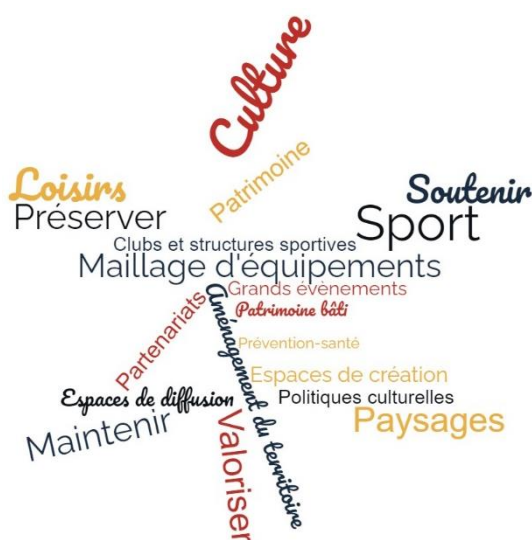 Culture
Patrimoine
Loisirs
Soutenir
Préserver
Sport
Clubs et structures sportives
Maillage d'équipements
Grands évènements
Partenariats
Aménagement du territoire
Patrimoine bâti
Prévention-santé
Espaces de création
Espaces de diffusion
Politiques culturelles
Maintenir
Valoriser
Paysages